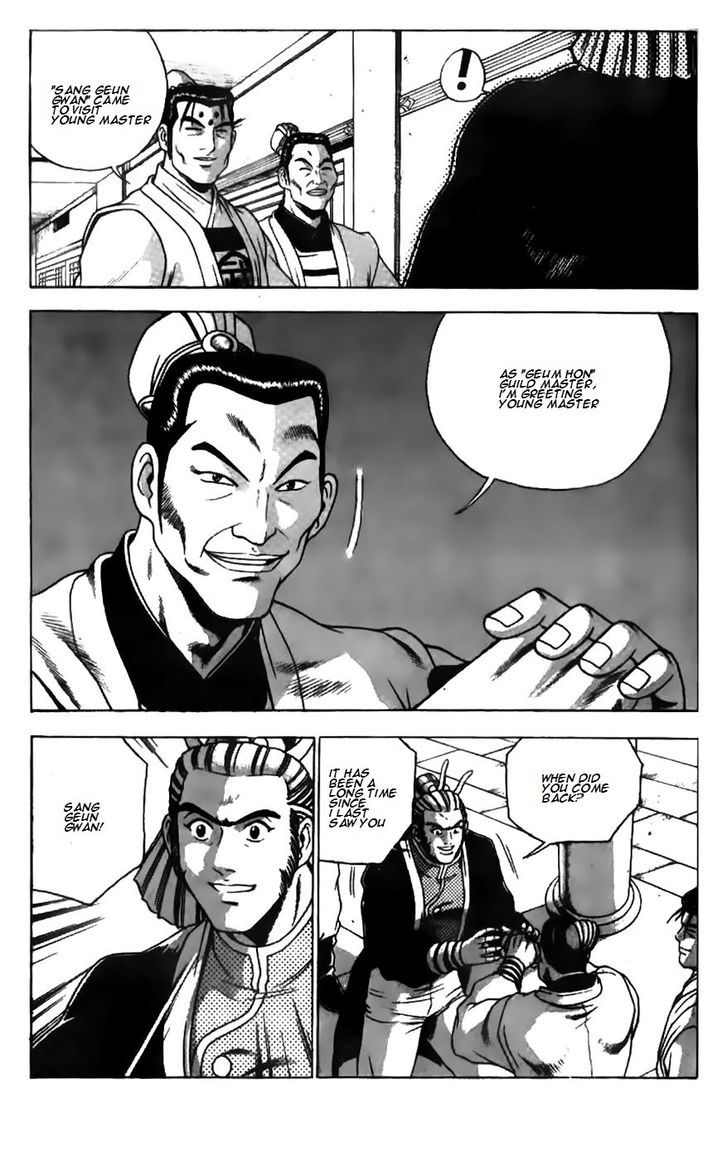 "SANG GEUN
GWAN" CAME
TO VISIT
YOUNG MASTER
!
AS "GEUM HON"
GUILD MASTER,
I'M GREETING
YOUNG MASTER
SANG
GEUN
GWAN!
IT HAS
BEEN A
LONG TIME
SINCE
I LAST
SAW YOU
WHEN DID
YOU COME
BACK?